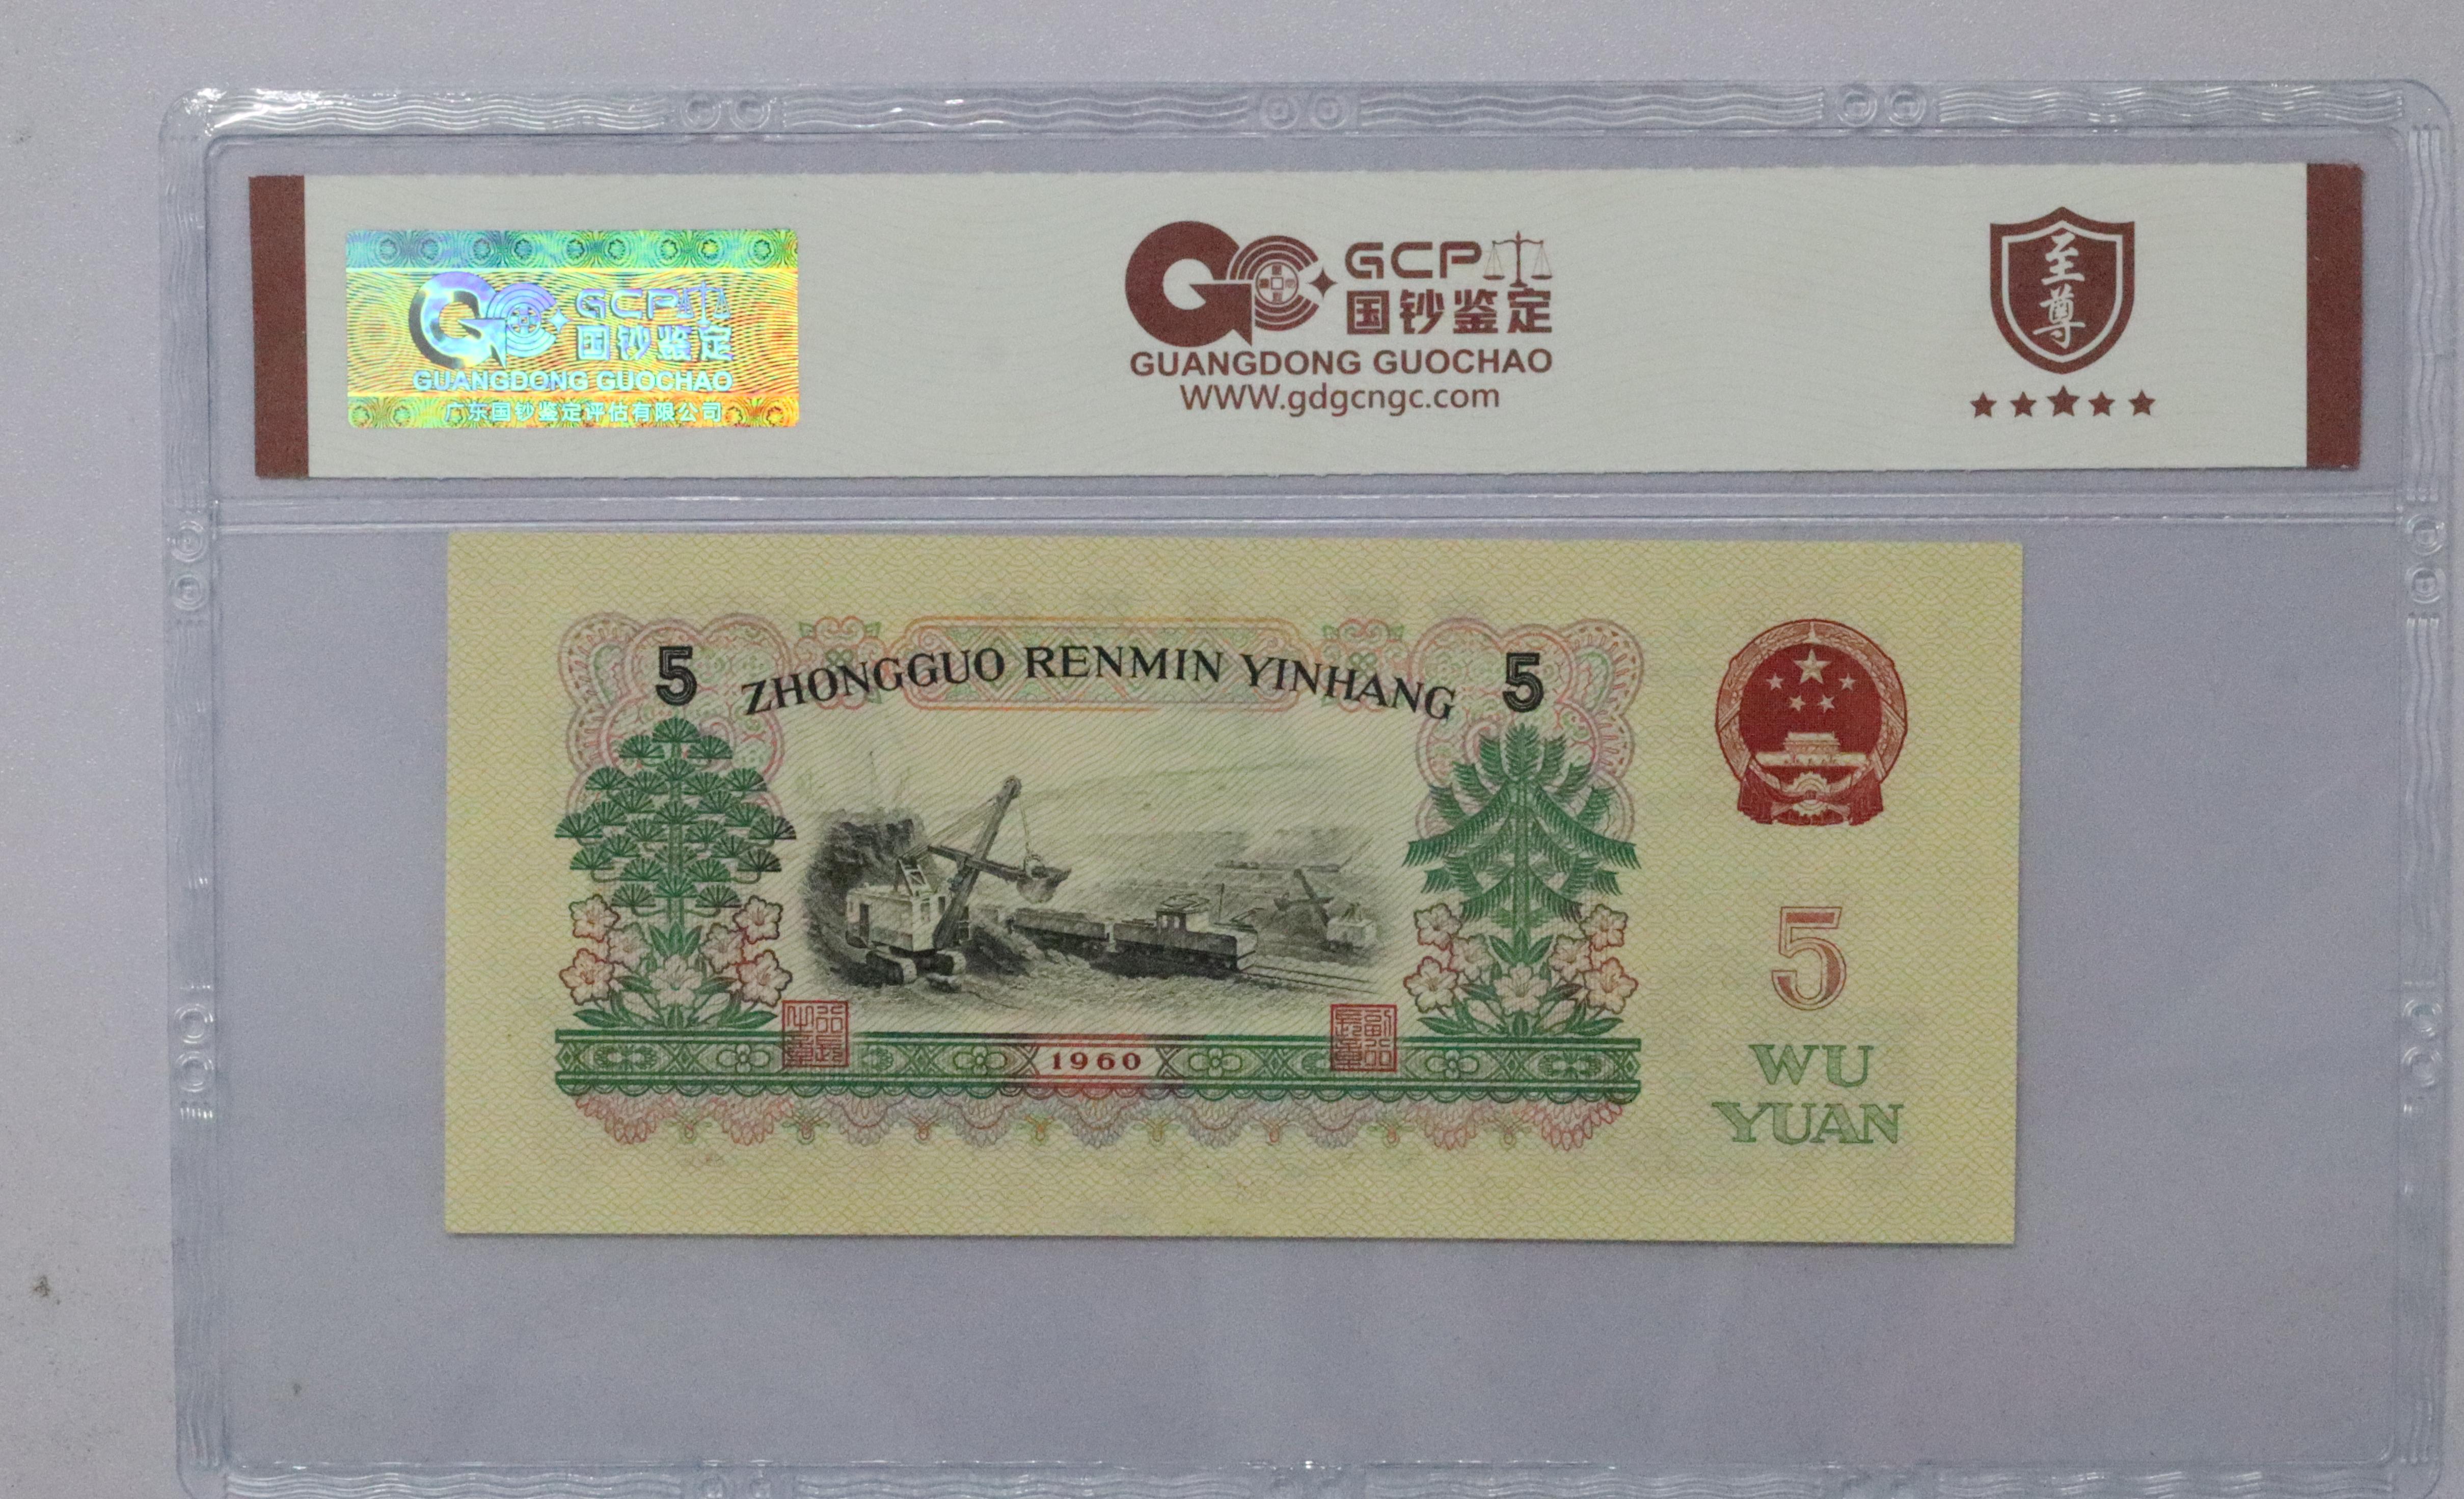 GCP
国钞鉴定
GUANGDONG GUOCHAO
广东国钞鉴定评估有限公司
GCP
国钞鉴定
GUANGDONG GUOCHAO
WWW.gdgcngc.com
至尊
5 ZHONGGUO RENMIN YINHANG 5
5
WU
YUAN
1960